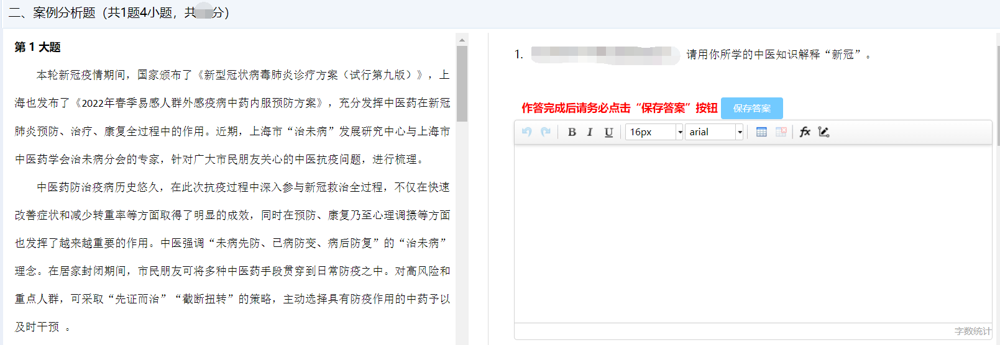 二、案例分析题（共1题4小题，共分）
第 1 大题
本轮新冠疫情期间，国家颁布了《新型冠状病毒肺炎诊疗方案（试行第九版）》，上
海也发布了《2022年春季易感人群外感疫病中药内服预防方案》，充分发挥中医药在新冠
肺炎预防、治疗、康复全过程中的作用。近期，上海市“治未病”发展研究中心与上海市
中医药学会治未病分会的专家，针对广大市民朋友关心的中医抗疫问题，进行梳理。
中医药防治疫病历史悠久，在此次抗疫过程中深入参与新冠救治全过程，不仅在快速
改善症状和减少转重率等方面取得了明显的成效，同时在预防、康复乃至心理调摄等方面
也发挥了越来越重要的作用。中医强调“未病先防、已病防变、病后防复”的“治未病”
理念。在居家封闭期间，市民朋友可将多种中医药手段贯穿到日常防疫之中。对高风险和
重点人群，可采取“先证而治”“截断扭转”的策略，主动选择具有防疫作用的中药予以
及时干预 。
1. 请用你所学的中医知识解释“新冠”。
作答完成后请务必点击“保存答案”按钮 保存答案
B I U 16px arial fx
字数统计